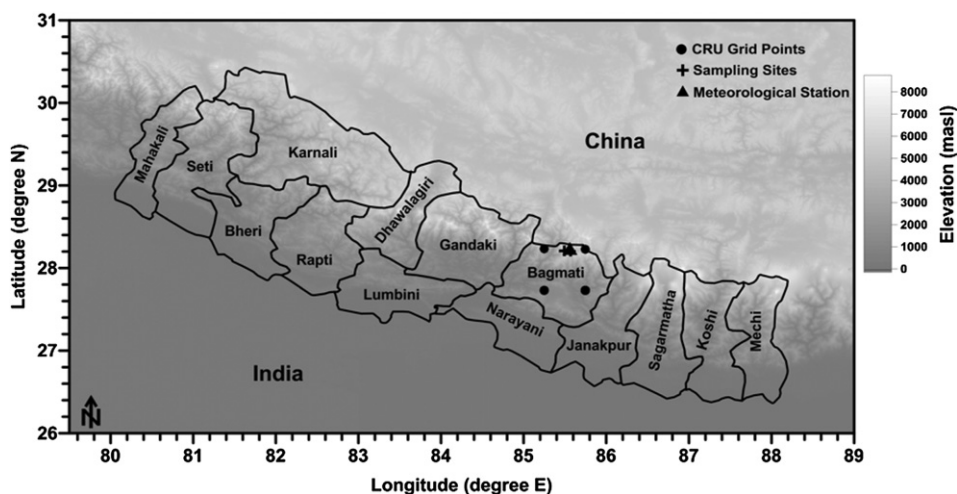 31
30
29
28
27
26
Latitude (degree N)
CRU Grid Points
Sampling Sites
Meteorological Station
China
India
Mahakali
Seti
Karnali
Bheri
Rapti
Dhawalagiri
Lumbini
Gandaki
Bagmati
Narayani
Janakpur
Sagarmatha
Koshi
Mechi
N
80 81 82 83 84 85 86 87 88 89
Longitude (degree E)
8000
7000
6000
5000
4000
3000
2000
1000
0
Elevation (masl)